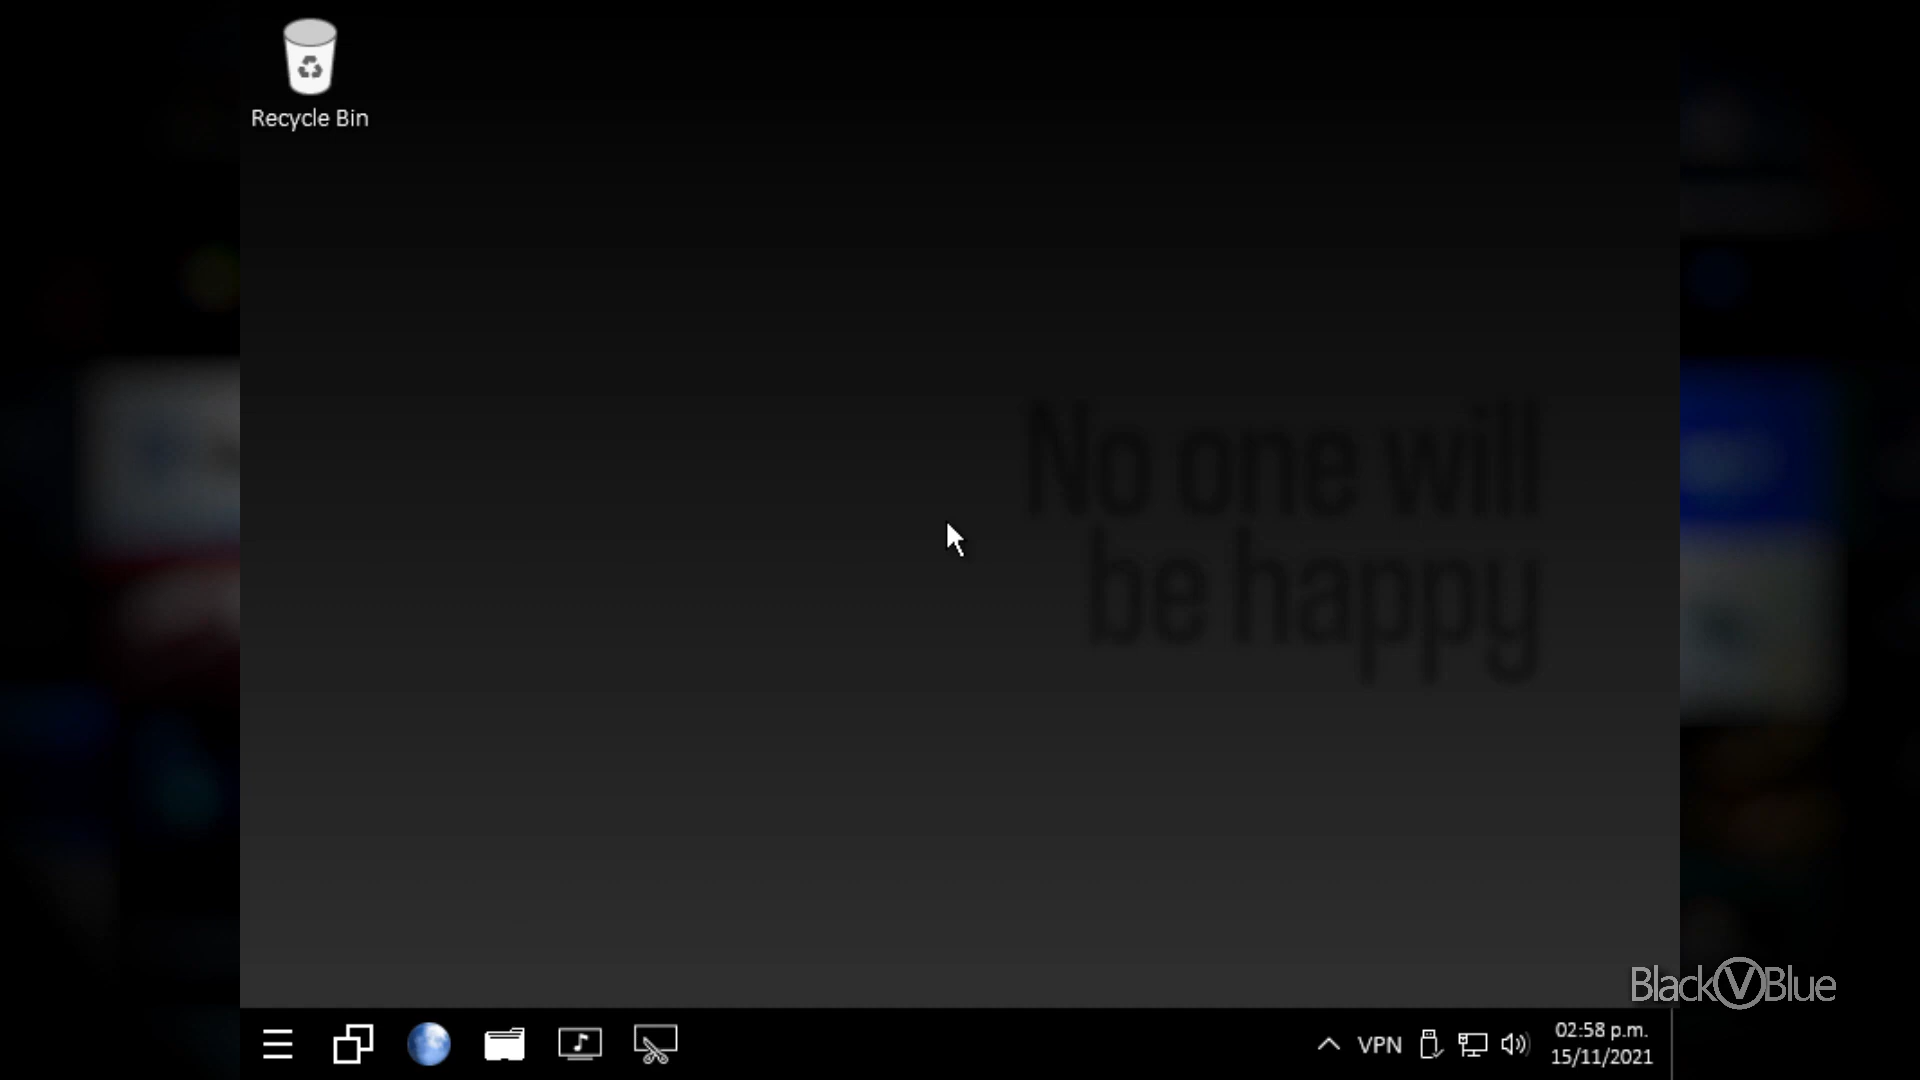 Recycle Bin
No one will
be happy
BlackVBlue
VPN
02:58 p.m.
15/11/2021